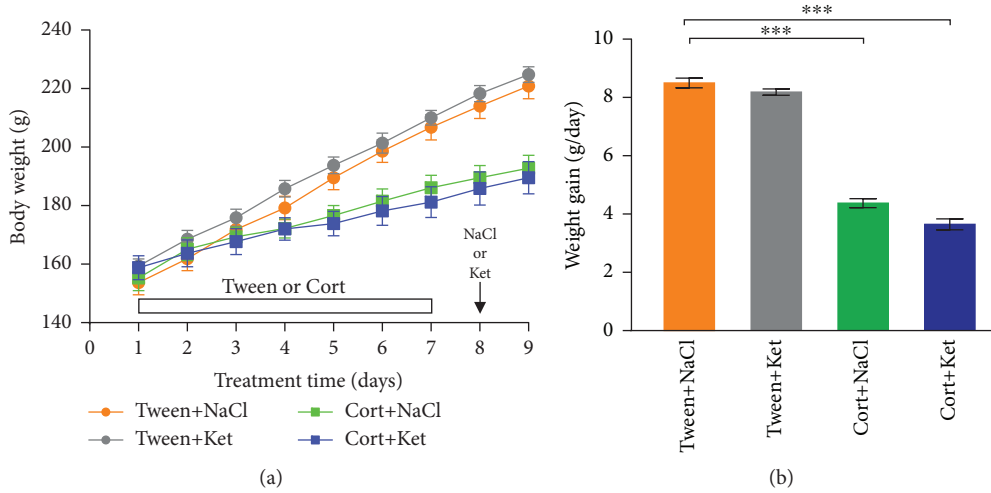 240
220
200
180
160
140
Body weight (g)
0
1
2
3
4
5
6
7
8
9
Treatment time (days)
Tween or Cort
NaCl
or
Ket
Tween+NaCl
Tween+Ket
Cort+NaCl
Cort+Ket
(a)
10
8
6
4
2
0
Weight gain (g/day)
***
***
Tween+NaCl
Tween+Ket
Cort+NaCl
Cort+Ket
(b)